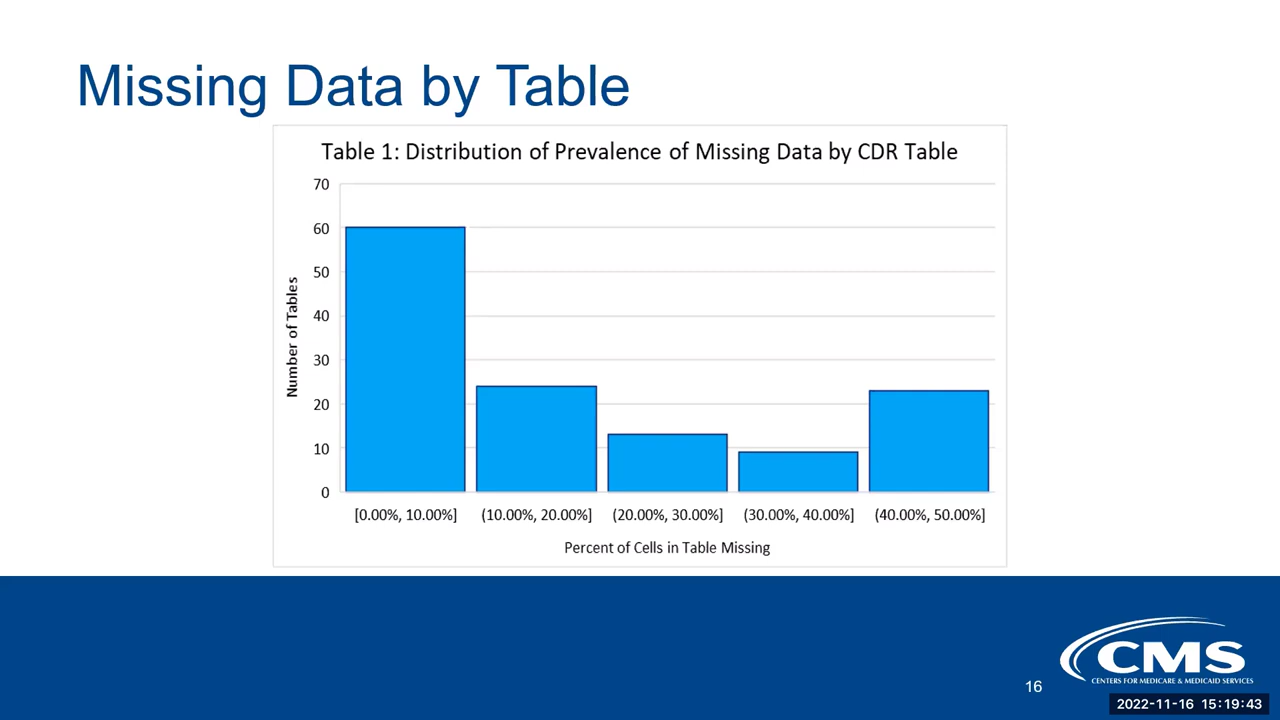 Missing Data by Table
Table 1: Distribution of Prevalence of Missing Data by CDR Table
Number of Tables
70
60
50
40
30
20
10
0
[0.00%, 10.00%] (10.00%, 20.00%] (20.00%, 30.00%] (30.00%, 40.00%] (40.00%, 50.00%]
Percent of Cells in Table Missing
CMS
CENTERS FOR MEDICARE & MEDICAID SERVICES
16
2022-11-16 15:19:43